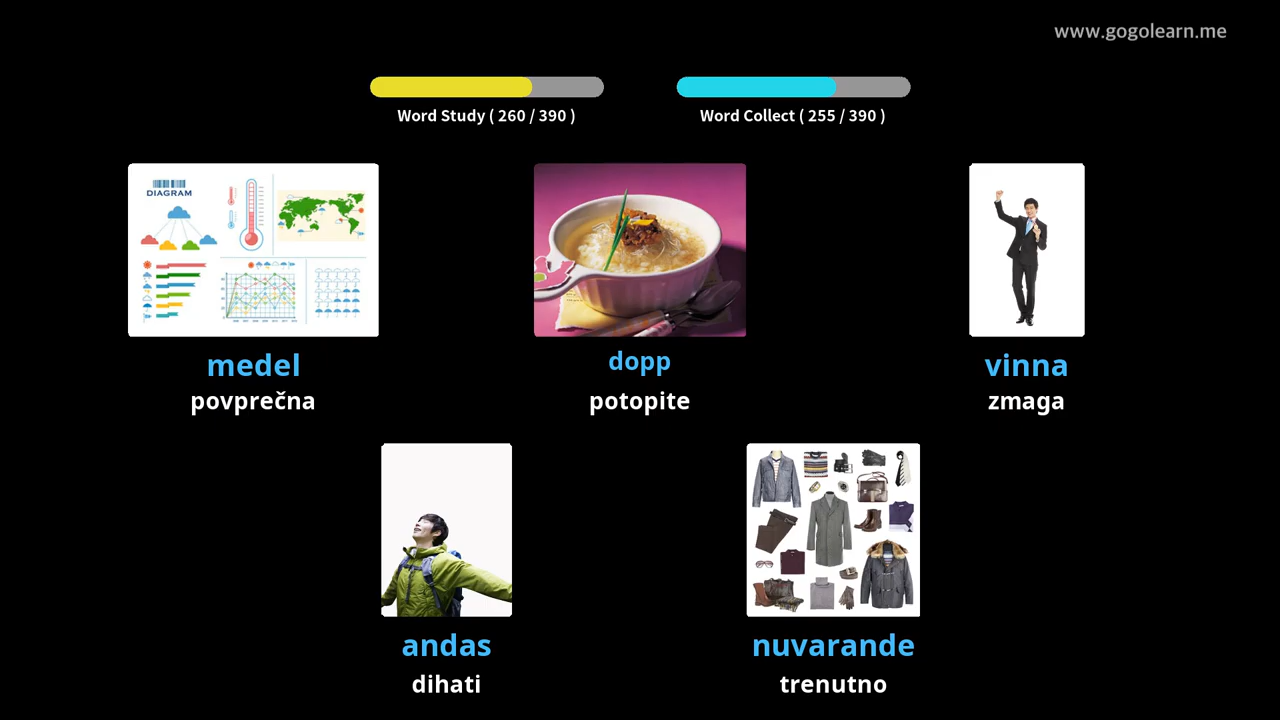 www.gogolearn.me
Word Study ( 260 / 390 )
Word Collect ( 255 / 390 )
DIAGRAM
medel
povprečna
dopp
potopite
vinna
zmaga
andas
dihati
nuvarande
trenutno